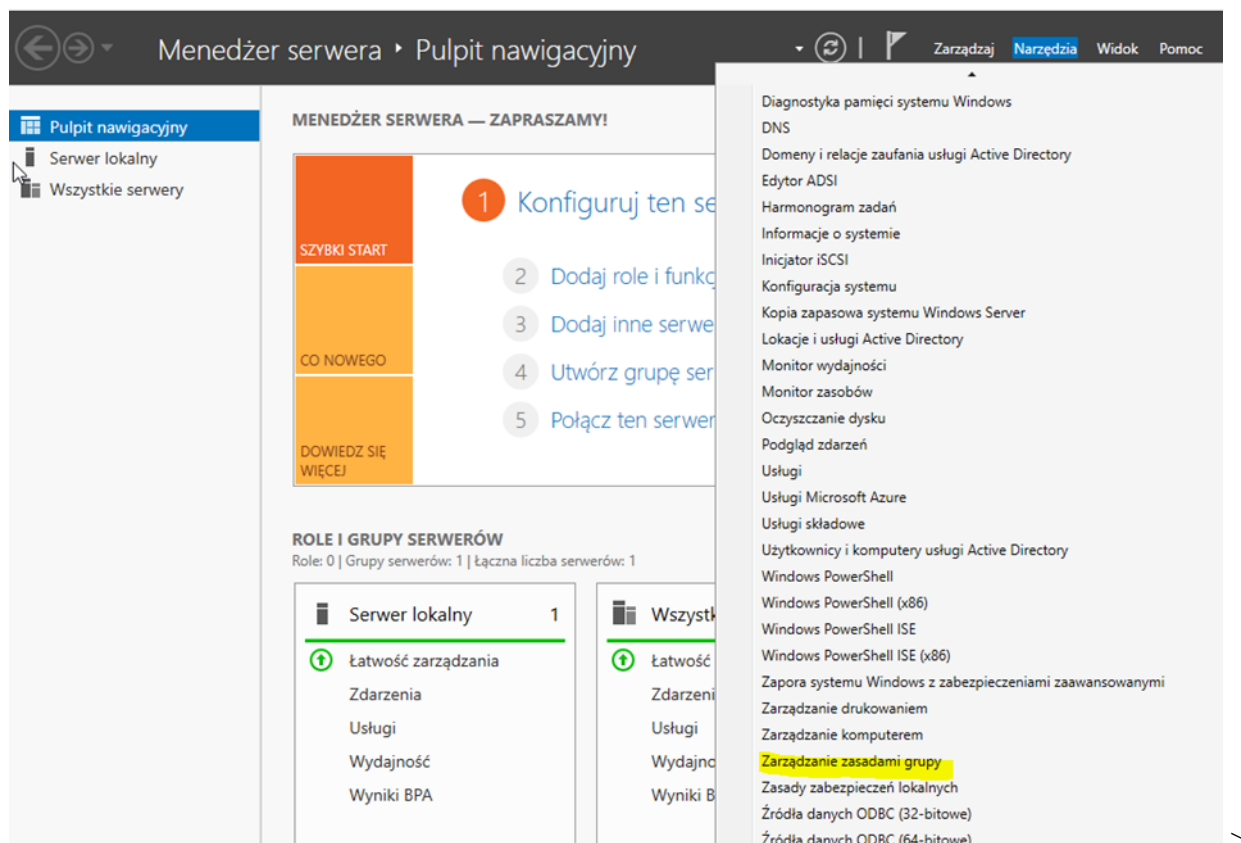 Menedżer serwera ‣ Pulpit nawigacyjny
Zarządzaj Narzędzia Widok Pomoc
Pulpit nawigacyjny
Serwer lokalny
Wszystkie serwery
MENEDŻER SERWERA — ZAPRASZAMY!
SZYBKI START
CO NOWEGO
DOWIEDZ SIĘ
WIĘCEJ
1 Konfiguruj ten se
2 Dodaj role i funkc
3 Dodaj inne serwe
4 Utwórz grupę ser
5 Połącz ten serwer
ROLE I GRUPY SERWERÓW
Role: 0 | Grupy serwerów: 1 | Łączna liczba serwerów: 1
Serwer lokalny 1
Łatwość zarządzania
Zdarzenia
Usługi
Wydajność
Wyniki BPA
Wszystk
Łatwość
Zdarzeni
Usługi
Wydajno
Wyniki B
Diagnostyka pamięci systemu Windows
DNS
Domeny i relacje zaufania usługi Active Directory
Edytor ADSI
Harmonogram zadań
Informacje o systemie
Inicjator iSCSI
Konfiguracja systemu
Kopia zapasowa systemu Windows Server
Lokacje i usługi Active Directory
Monitor wydajności
Monitor zasobów
Oczyszczanie dysku
Podgląd zdarzeń
Usługi
Usługi Microsoft Azure
Usługi składowe
Użytkownicy i komputery usługi Active Directory
Windows PowerShell
Windows PowerShell (x86)
Windows PowerShell ISE
Windows PowerShell ISE (x86)
Zapora systemu Windows z zabezpieczeniami zaawansowanymi
Zarządzanie drukowaniem
Zarządzanie komputerem
Zarządzanie zasadami grupy
Zasady zabezpieczeń lokalnych
Źródła danych ODBC (32-bitowe)
Źródła danych ODBC (64-bitowe)